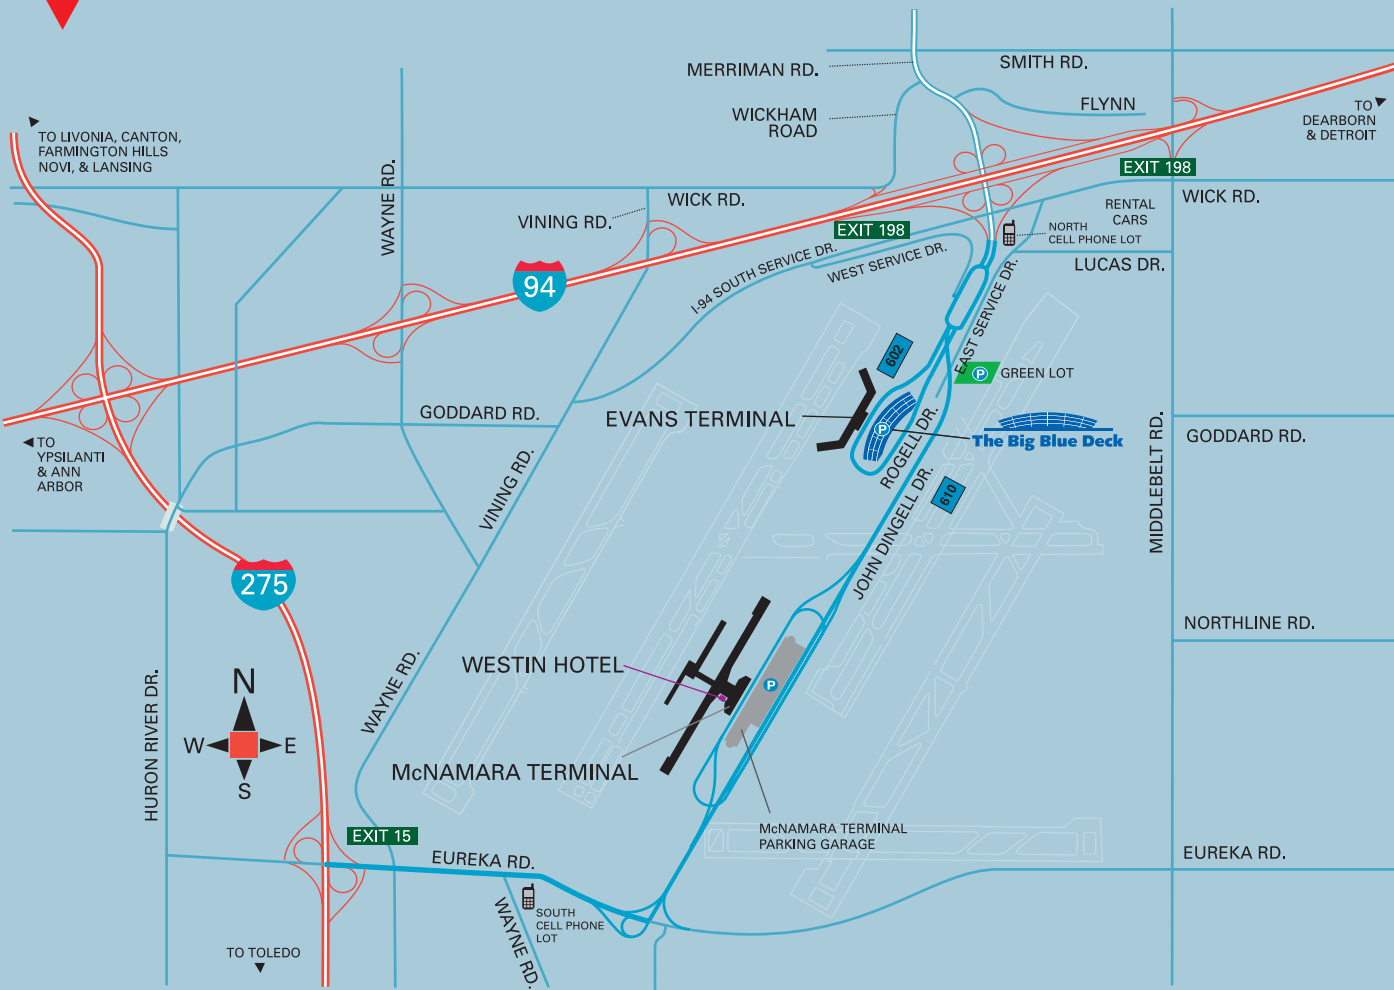 MERRIMAN RD.
SMITH RD.
WICKHAM
ROAD
FLYNN
TO
DEARBORN
& DETROIT
TO LIVONIA, CANTON,
FARMINGTON HILLS
NOVI, & LANSING
WAYNE RD.
EXIT 198
WICK RD.
WICK RD.
VINING RD.
RENTAL
CARS
EXIT 198
NORTH
CELL PHONE LOT
LUCAS DR.
I-94 SOUTH SERVICE DR.
WEST SERVICE DR.
EAST SERVICE DR.
94
602
P
GREEN LOT
GODDARD RD.
EVANS TERMINAL
P
ROGELL DR.
The Big Blue Deck
MIDDLEBELT RD.
GODDARD RD.
TO
YPSILANTI
& ANN
ARBOR
VINING RD.
610
JOHN DINGELL DR.
275
NORTHLINE RD.
WESTIN HOTEL
P
WAYNE RD.
HURON RIVER DR.
N
W
E
S
McNAMARA TERMINAL
McNAMARA TERMINAL
PARKING GARAGE
EXIT 15
EUREKA RD.
EUREKA RD.
WAYNE RD.
SOUTH
CELL PHONE
LOT
TO TOLEDO